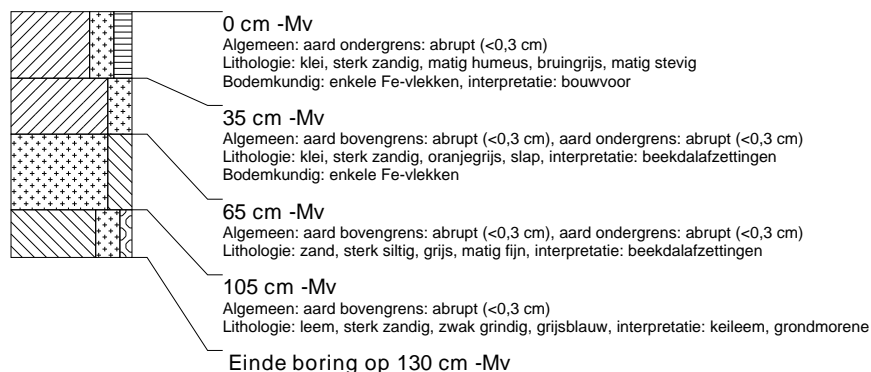 0 cm -Mv
Algemeen: aard ondergrens: abrupt (<0,3 cm)
Lithologie: klei, sterk zandig, matig humeus, bruingrijs, matig stevig
Bodemkundig: enkele Fe-vlekken, interpretatie: bouwvoor
35 cm -Mv
Algemeen: aard bovengrens: abrupt (<0,3 cm), aard ondergrens: abrupt (<0,3 cm)
Lithologie: klei, sterk zandig, oranjegrijs, slap, interpretatie: beekdalafzettingen
Bodemkundig: enkele Fe-vlekken
65 cm -Mv
Algemeen: aard bovengrens: abrupt (<0,3 cm), aard ondergrens: abrupt (<0,3 cm)
Lithologie: zand, sterk siltig, grijs, matig fijn, interpretatie: beekdalafzettingen
105 cm -Mv
Algemeen: aard bovengrens: abrupt (<0,3 cm)
Lithologie: leem, sterk zandig, zwak grindig, grijsblauw, interpretatie: keileem, grondmorene
Einde boring op 130 cm -Mv